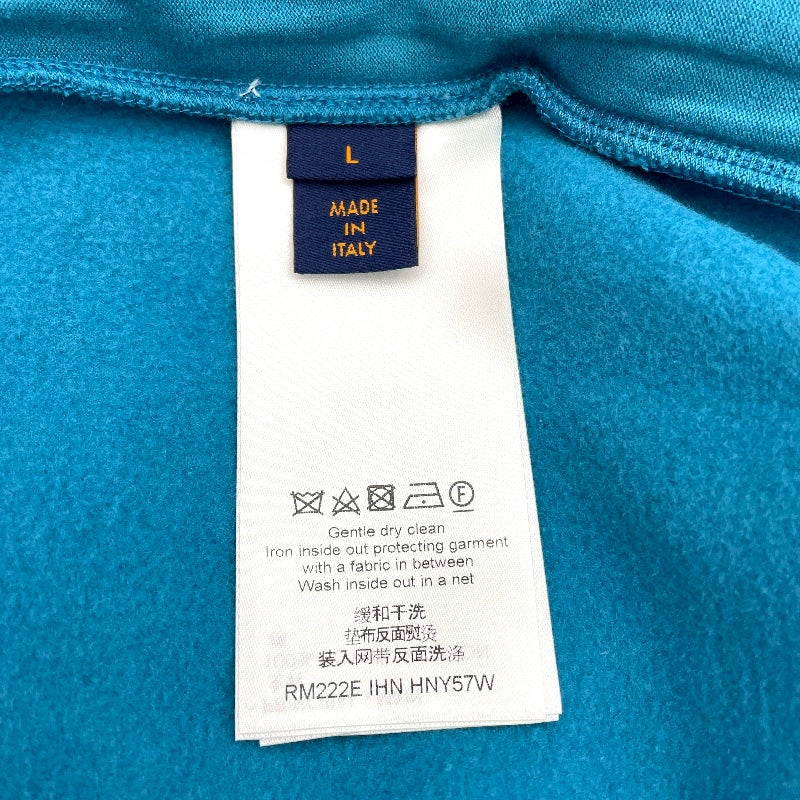 L
MADE
IN
ITALY
F
Gentle dry clean
Iron inside out protecting garment
with a fabric in between
Wash inside out in a net
缓和干洗
垫布反面熨烫
装入网带反面洗涤
RM222E IHN HNY57W